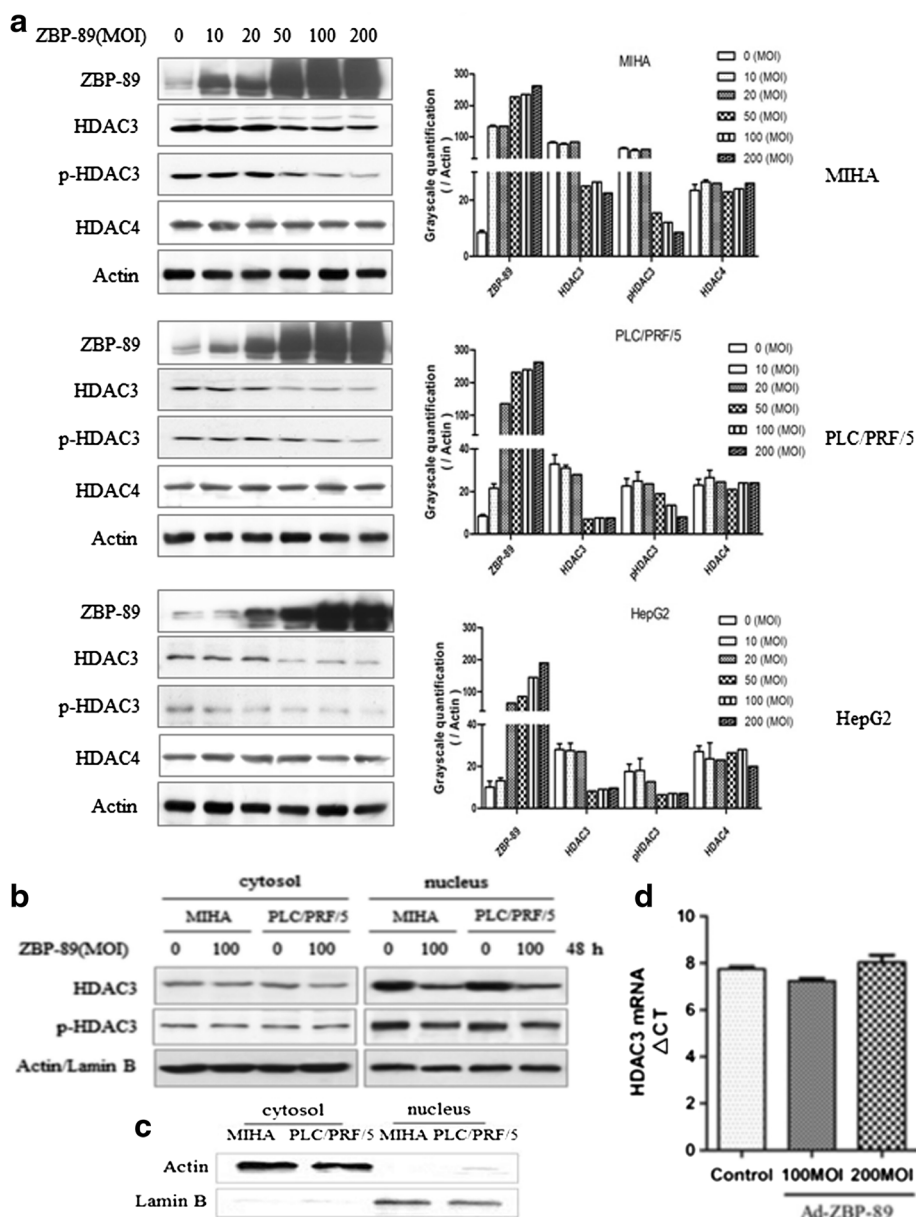 a
ZBP-89(MOI) 0 10 20 50 100 200
ZBP-89
HDAC3
p-HDAC3
HDAC4
Actin
MIHA
300
200
100
20
0
Grayscale quantification
( / Actin )
ZBP-89 HDAC3 pHDAC3 HDAC4
0 (MOI)
10 (MOI)
20 (MOI)
50 (MOI)
100 (MOI)
200 (MOI)
MIHA
ZBP-89
HDAC3
p-HDAC3
HDAC4
Actin
PLC/PRF/5
300
200
100
40
20
0
Grayscale quantification
( / Actin )
ZBP-89 HDAC3 pHDAC3 HDAC4
0 (MOI)
10 (MOI)
20 (MOI)
50 (MOI)
100 (MOI)
200 (MOI)
PLC/PRF/5
ZBP-89
HDAC3
p-HDAC3
HDAC4
Actin
HepG2
300
200
100
40
20
0
Grayscale quantification
( / Actin )
ZBP-89 HDAC3 pHDAC3 HDAC4
0 (MOI)
10 (MOI)
20 (MOI)
50 (MOI)
100 (MOI)
200 (MOI)
HepG2
b
cytosol nucleus
MIHA PLC/PRF/5 MIHA PLC/PRF/5
ZBP-89(MOI) 0 100 0 100 0 100 0 100 48 h
HDAC3
p-HDAC3
Actin/Lamin B
c
cytosol nucleus
MIHA PLC/PRF/5 MIHA PLC/PRF/5
Actin
Lamin B
d
HDAC3 mRNA
△CT
10
8
6
4
2
0
Control 100MOI 200MOI
Ad-ZBP-89